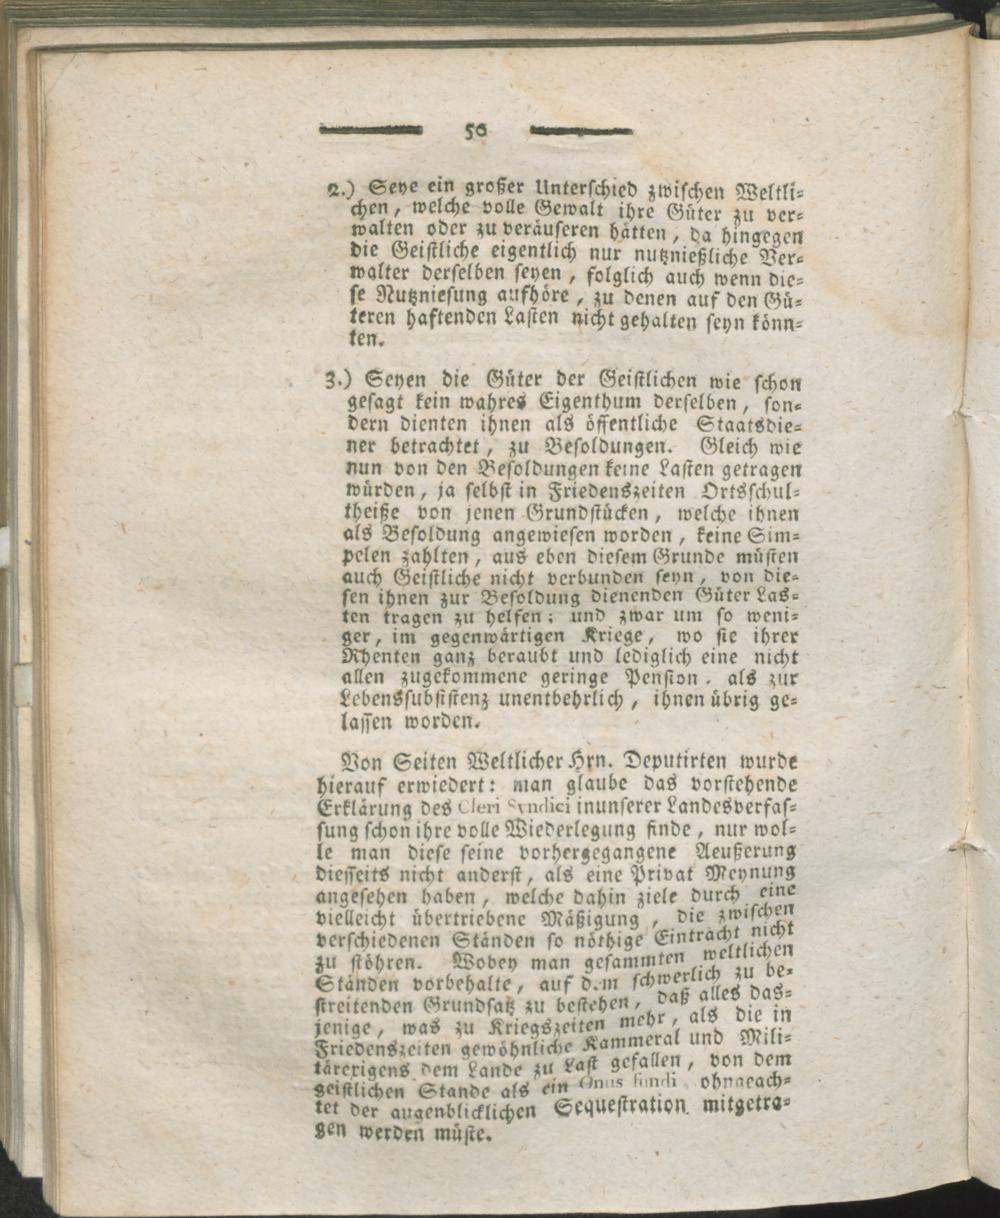 50
2.) Seye ein großer Unterschied zwischen Weltli-
chen, welche volle Gewalt ihre Güter zu ver-
walten oder zu veräuseren hätten, da hingegen
die Geistliche eigentlich nur nutznießliche Ver-
walter derselben seyen, folglich auch wenn die-
se Nutzniesung aufhöre, zu denen auf den Gü-
teren haftenden Lasten nicht gehalten seyn könn-
ten.
3.) Seyen die Güter der Geistlichen wie schon
gesagt kein wahres Eigenthum derselben, son-
dern dienten ihnen als öffentliche Staatsdie-
ner betrachtet, zu Besoldungen. Gleich wie
nun von den Besoldungen keine Lasten getragen
würden, ja selbst in Friedenszeiten Ortsschul-
theiße von jenen Grundstücken, welche ihnen
als Besoldung angewiesen worden, keine Sim-
pelen zahlten, aus eben diesem Grunde müsten
auch Geistliche nicht verbunden seyn, von die-
sen ihnen zur Besoldung dienenden Güter Las-
ten tragen zu helfen; und zwar um so weni-
ger, im gegenwärtigen Kriege, wo sie ihrer
Rhenten ganz beraubt und lediglich eine nicht
allen zugekommene geringe Pension, als zur
Lebenssubsistenz unentbehrlich, ihnen übrig ge-
lassen worden.
Von Seiten Weltlicher Hrn. Deputirten wurde
hierauf erwiedert: man glaube das vorstehende
Erklärung des Cleri Syndici in unserer Landesverfas-
sung schon ihre volle Wiederlegung finde, nur wol-
le man diese seine vorhergegangene Aeußerung
diesseits nicht anderst, als eine Privat Meynung
angesehen haben, welche dahin ziele durch eine
vielleicht übertriebene Mäßigung, die zwischen
verschiedenen Ständen so nöthige Eintracht nicht
zu stöhren. Wobey man gesammten weltlichen
Ständen vorbehalte, auf dem schwerlich zu be-
streitenden Grundsatz zu bestehen, daß alles das-
jenige, was zu Kriegszeiten mehr, als die in
Friedenszeiten gewöhnliche Kammeral und Mili-
tärexigens dem Lande zu Last gefallen, von dem
geistlichen Stande als ein Onus fundi, ohngeach-
tet der augenblicklichen Sequestration mitgetra-
gen werden müste.